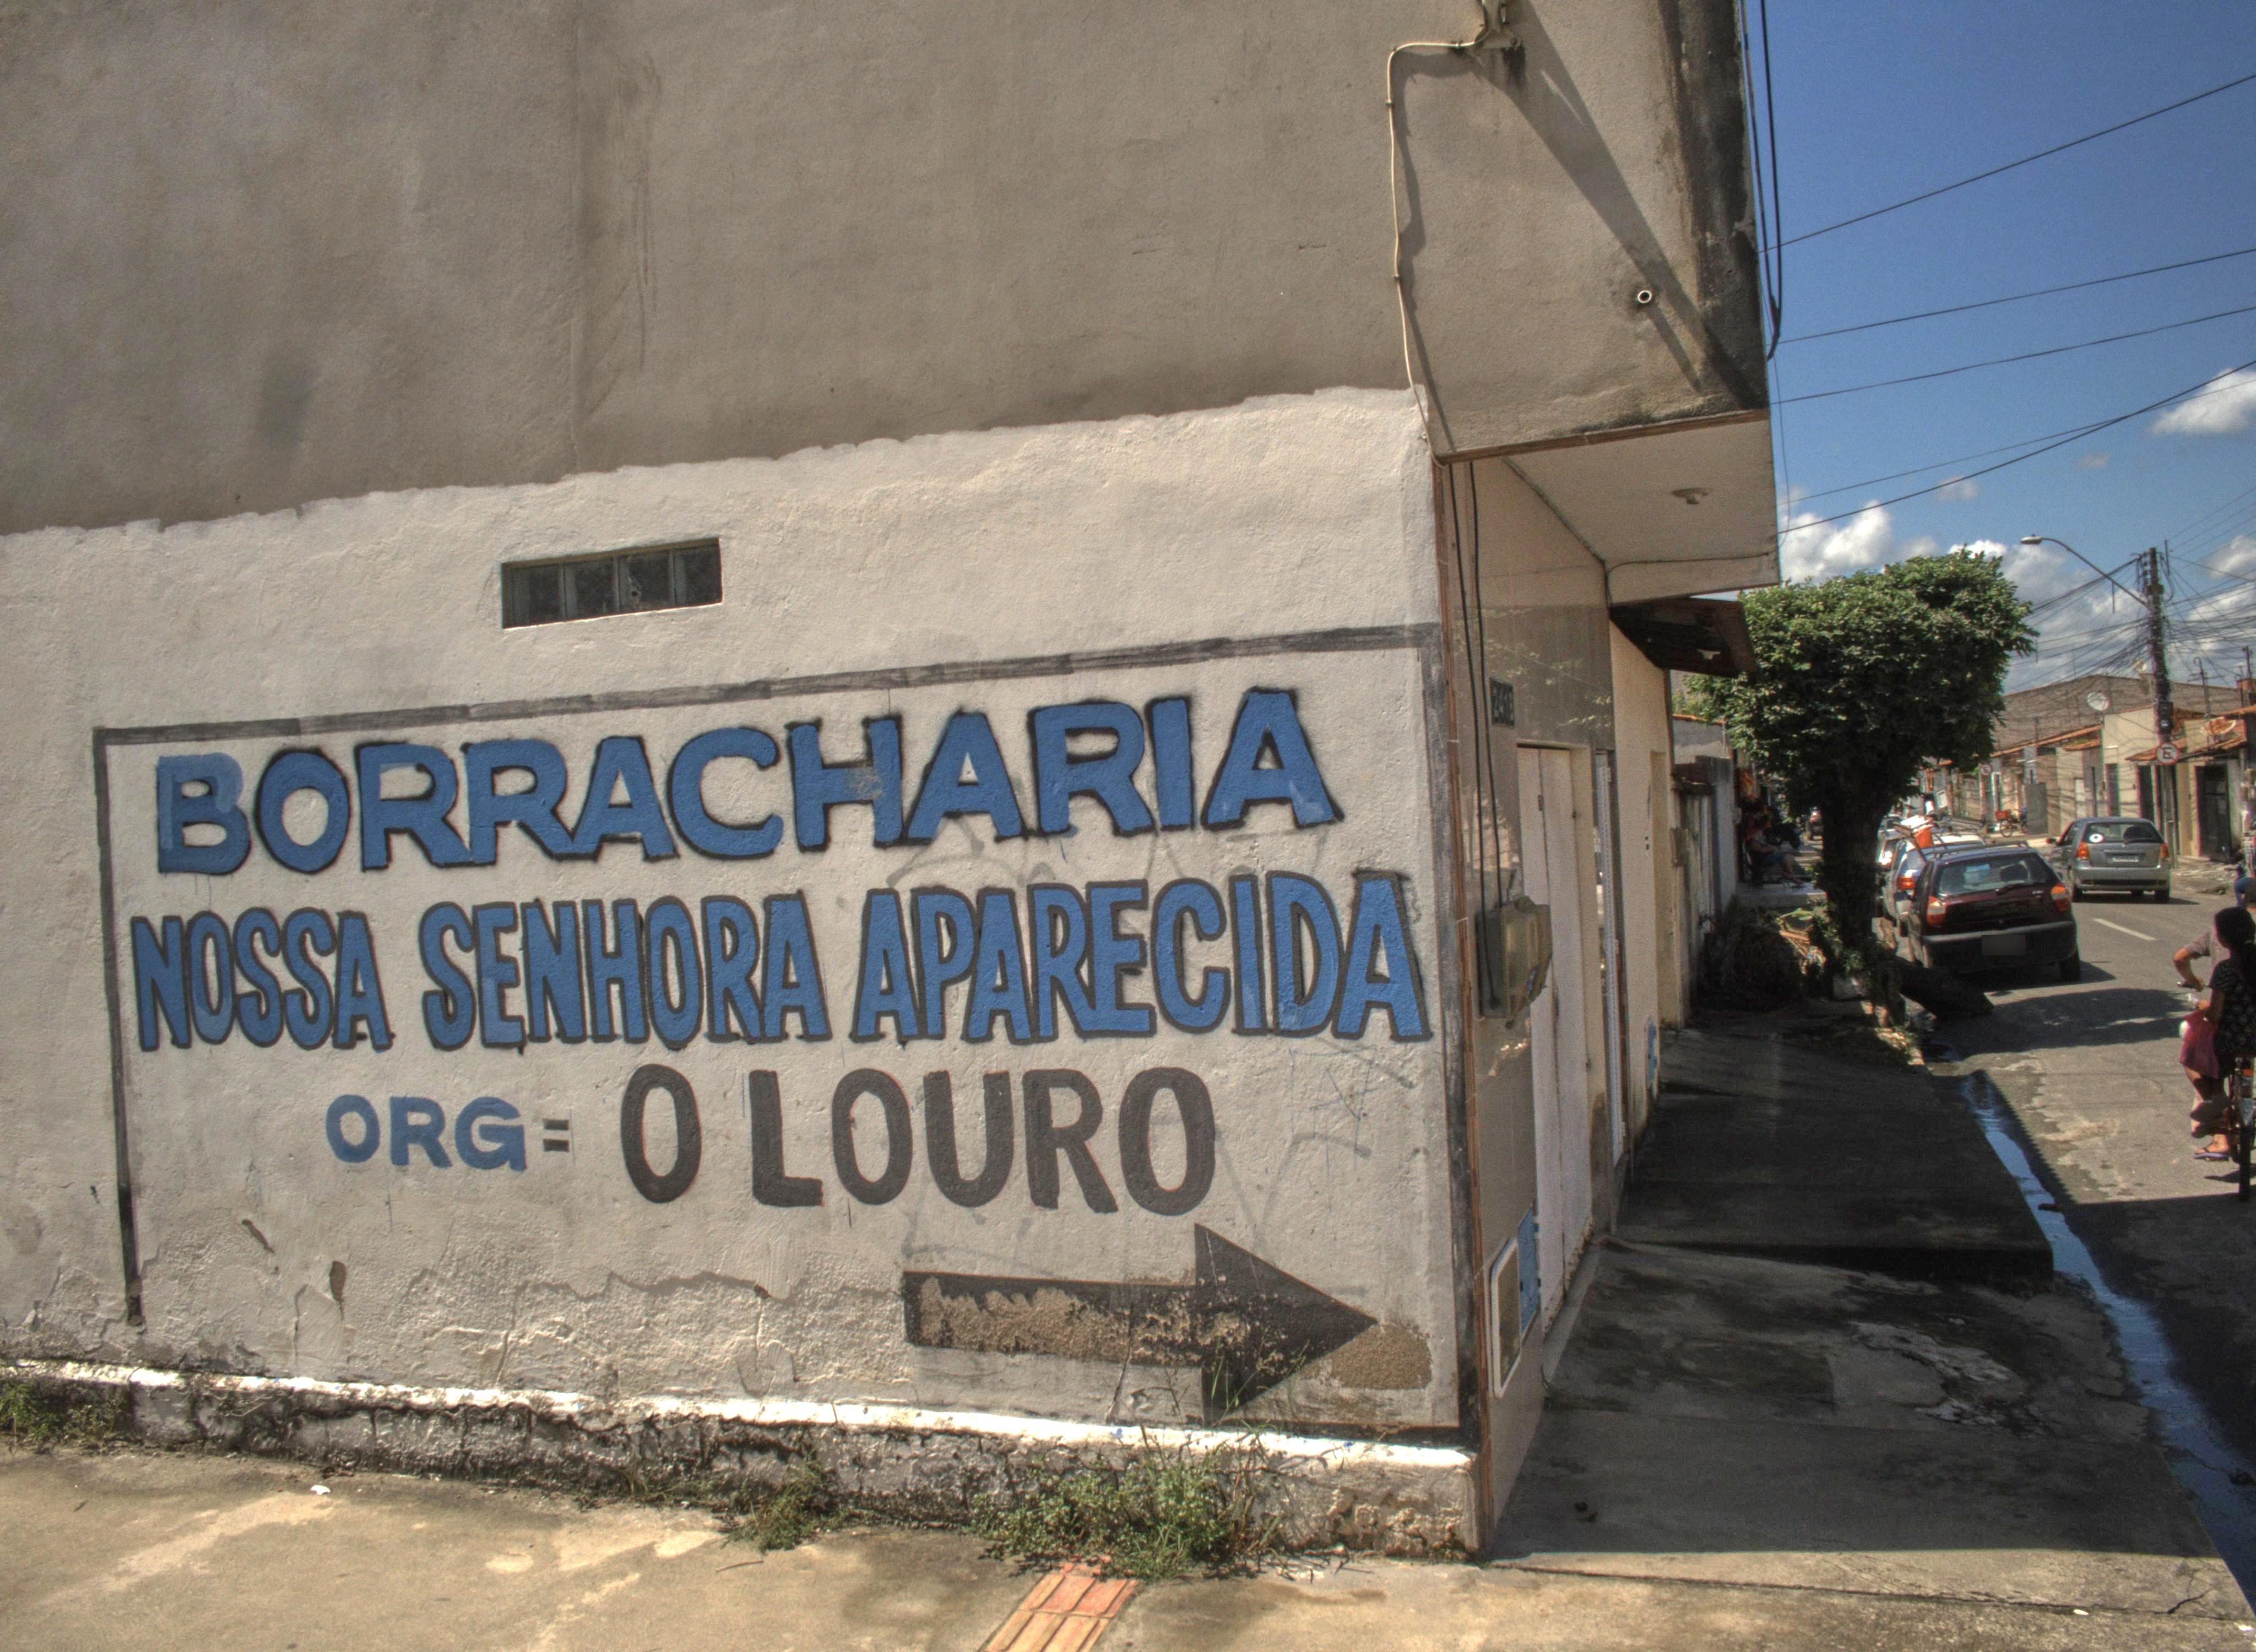 BORRACHARIA
NOSSA SENHORA APARECIDA
ORG= O LOURO